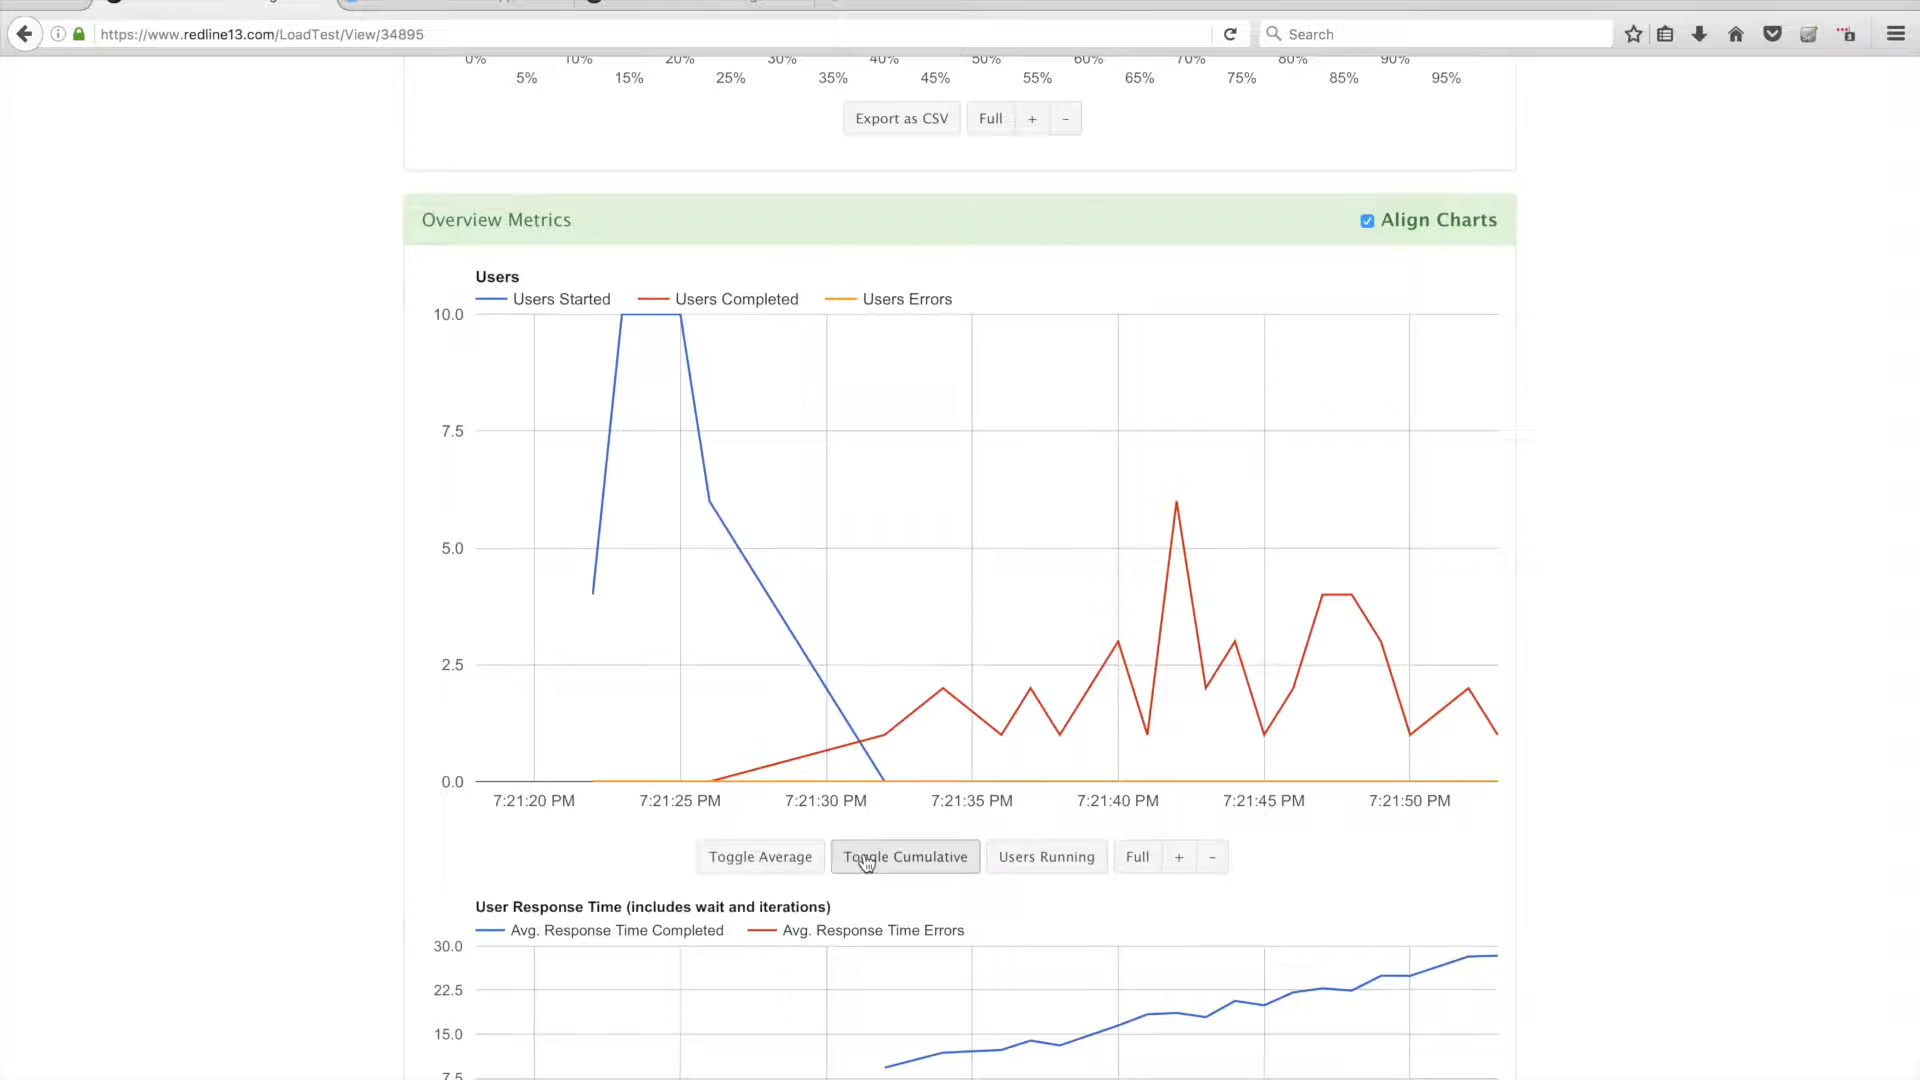 https://www.redline13.com/LoadTest/View/34895
Search
0% 10% 20% 30% 40% 50% 60% 70% 80% 90%
5% 15% 25% 35% 45% 55% 65% 75% 85% 95%
Export as CSV Full + -
Overview Metrics Align Charts
Users
Users Started Users Completed Users Errors
10.0
7.5
5.0
2.5
0.0
7:21:20 PM 7:21:25 PM 7:21:30 PM 7:21:35 PM 7:21:40 PM 7:21:45 PM 7:21:50 PM
Toggle Average Toggle Cumulative Users Running Full + -
User Response Time (includes wait and iterations)
Avg. Response Time Completed Avg. Response Time Errors
30.0
22.5
15.0
7.5